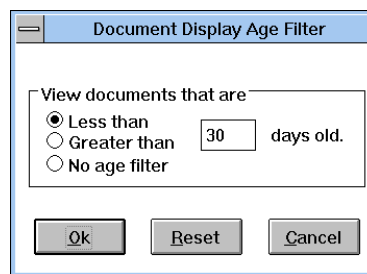 Document Display Age Filter
View documents that are
Less than
Greater than 30 days old.
No age filter
Ok Reset Cancel